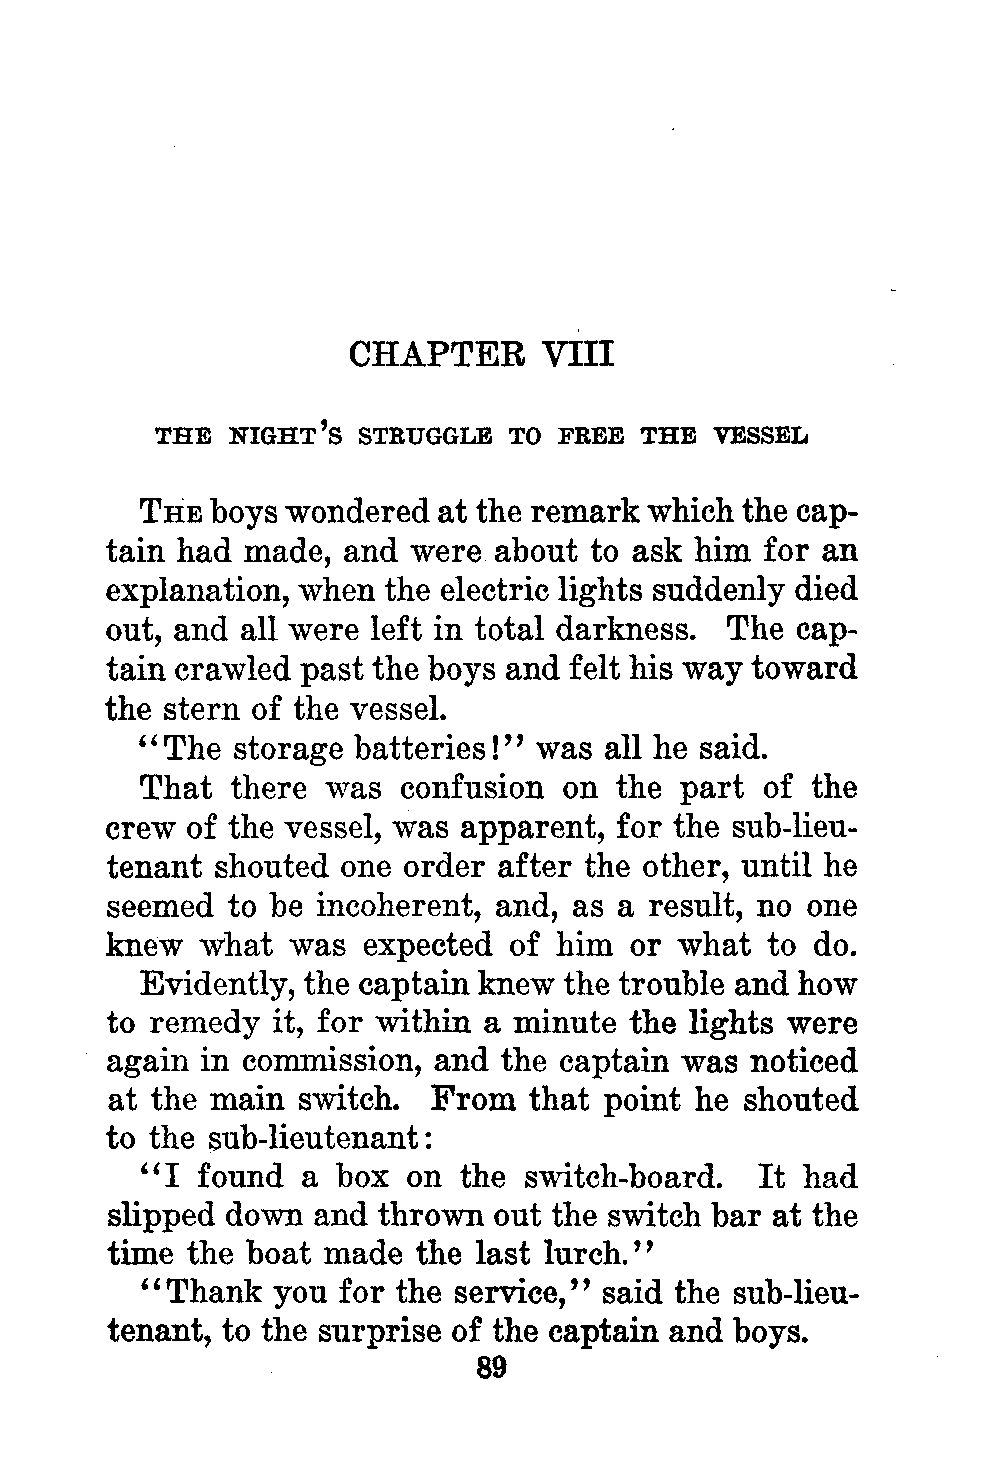 CHAPTER VIII
THE NIGHT'S STRUGGLE TO FREE THE VESSEL
THE boys wondered at the remark which the cap-
tain had made, and were about to ask him for an
explanation, when the electric lights suddenly died
out, and all were left in total darkness. The cap-
tain crawled past the boys and felt his way toward
the stern of the vessel.
"The storage batteries!" was all he said.
That there was confusion on the part of the
crew of the vessel, was apparent, for the sub-lieu-
tenant shouted one order after the other, until he
seemed to be incoherent, and, as a result, no one
knew what was expected of him or what to do.
Evidently, the captain knew the trouble and how
to remedy it, for within a minute the lights were
again in commission, and the captain was noticed
at the main switch. From that point he shouted
to the sub-lieutenant:
"I found a box on the switch-board. It had
slipped down and thrown out the switch bar at the
time the boat made the last lurch."
"Thank you for the service," said the sub-lieu-
tenant, to the surprise of the captain and boys.
89